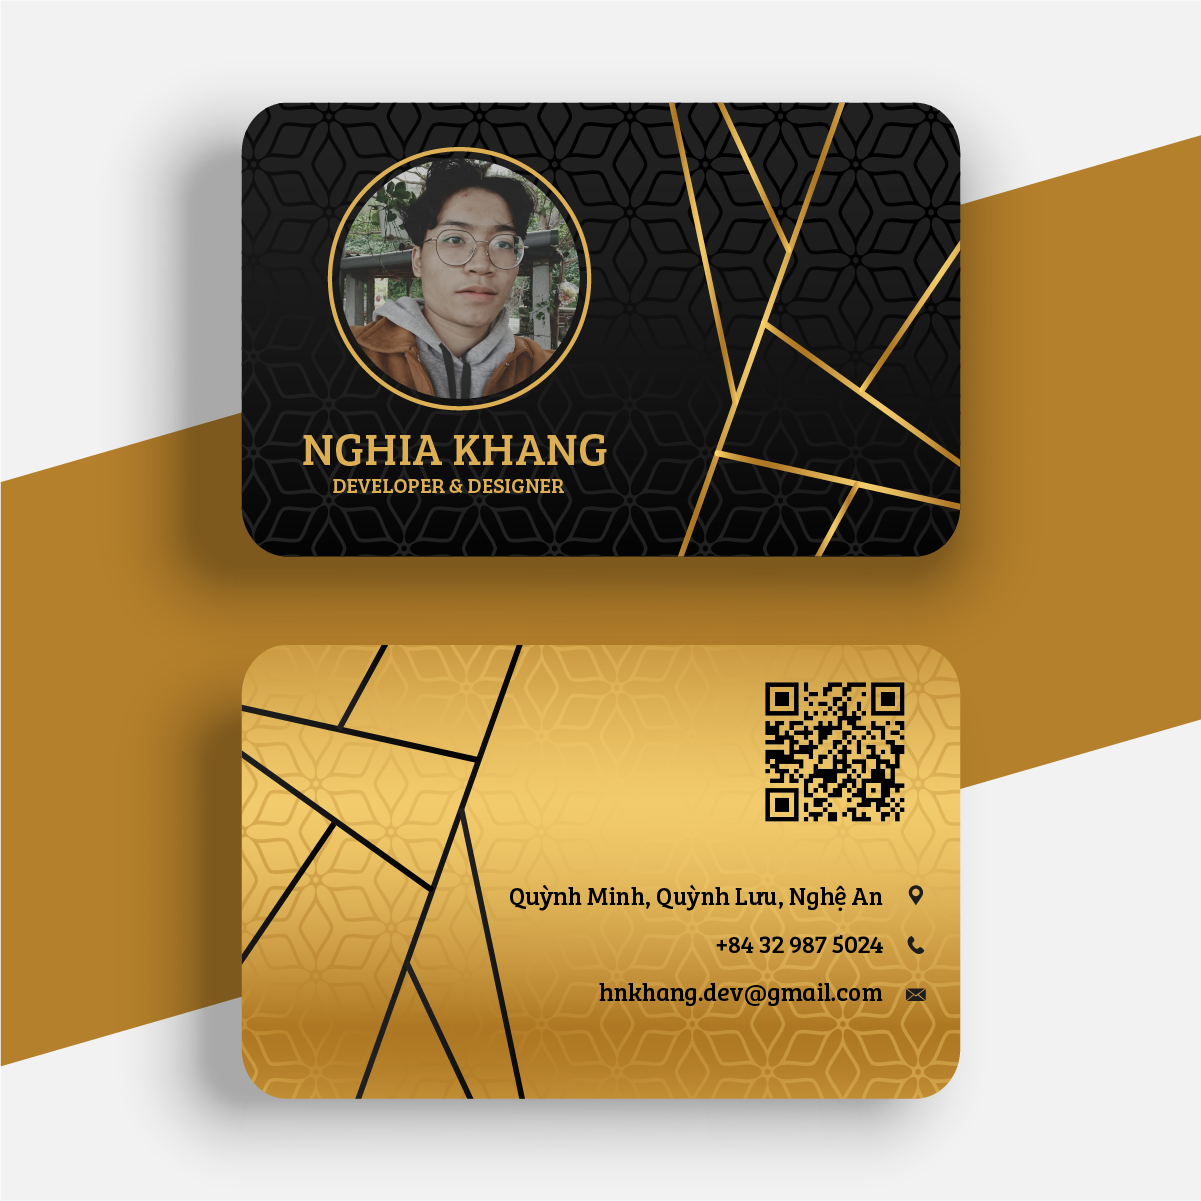 NGHIA KHANG
DEVELOPER & DESIGNER
Quỳnh Minh, Quỳnh Lưu, Nghệ An
+84 32 987 5024
hnkhang.dev@gmail.com